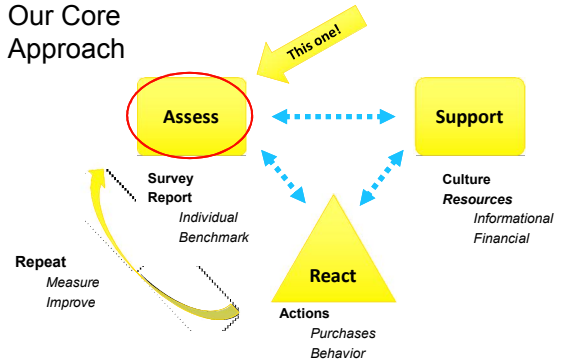 Our Core
Approach
This one!
Assess
Support
Survey
Report
Individual
Benchmark
Culture
Resources
Informational
Financial
Repeat
Measure
Improve
React
Actions
Purchases
Behavior